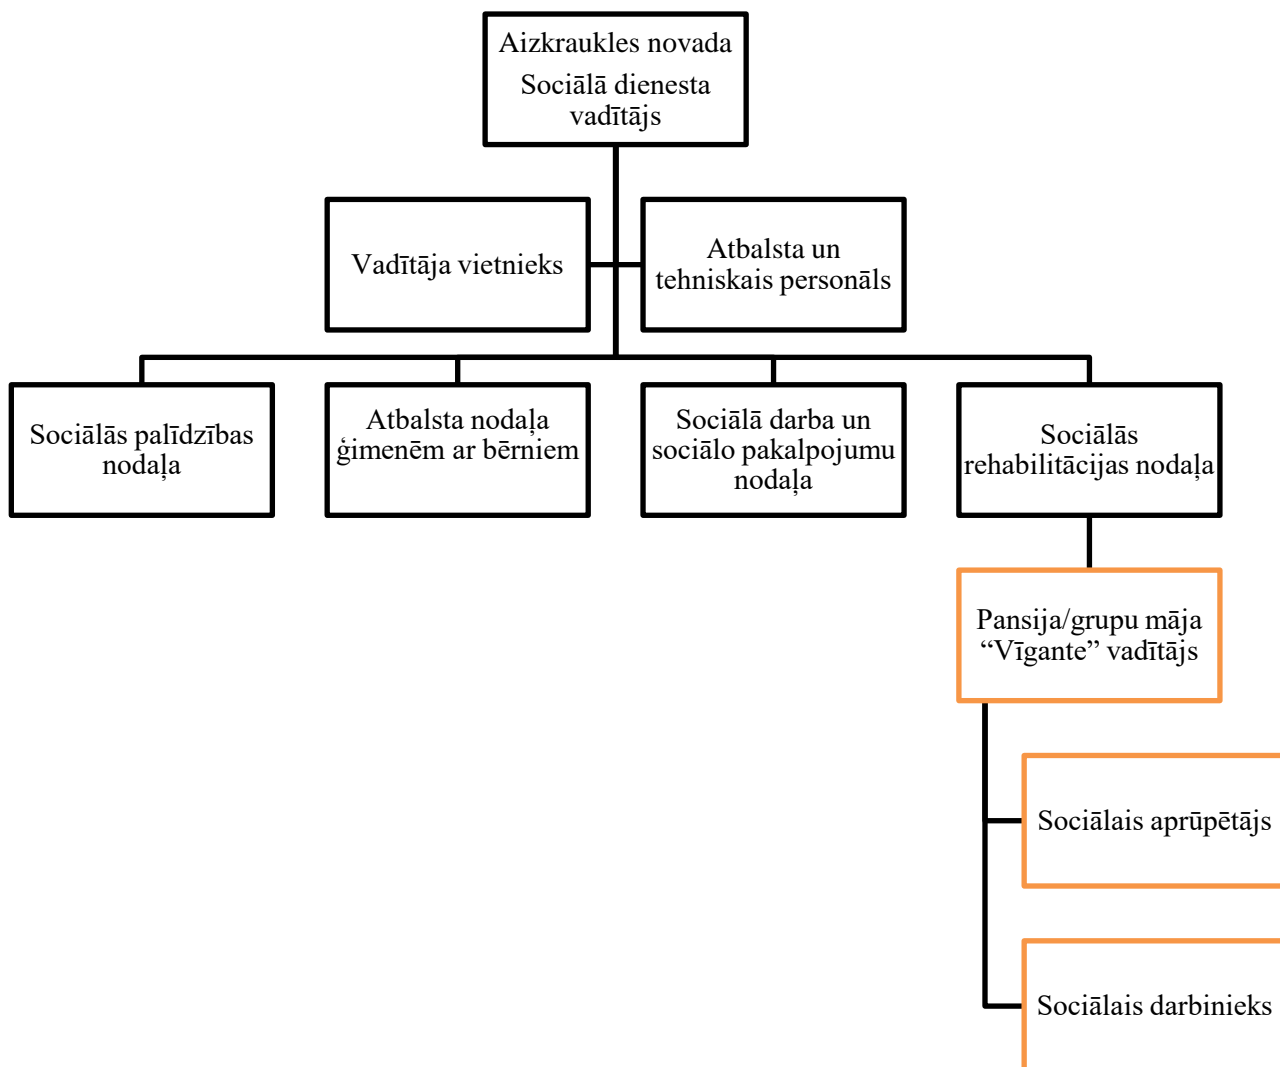 Aizkraukles novada
Sociālā dienesta
vadītājs
Vadītāja vietnieks
Atbalsta un
tehniskais personāls
Sociālās palīdzības
nodaļa
Atbalsta nodaļa
ģimenēm ar bērniem
Sociālā darba un
sociālo pakalpojumu
nodaļa
Sociālās
rehabilitācijas nodaļa
Pansija/grupu māja
“Vīgante” vadītājs
Sociālais aprūpētājs
Sociālais darbinieks